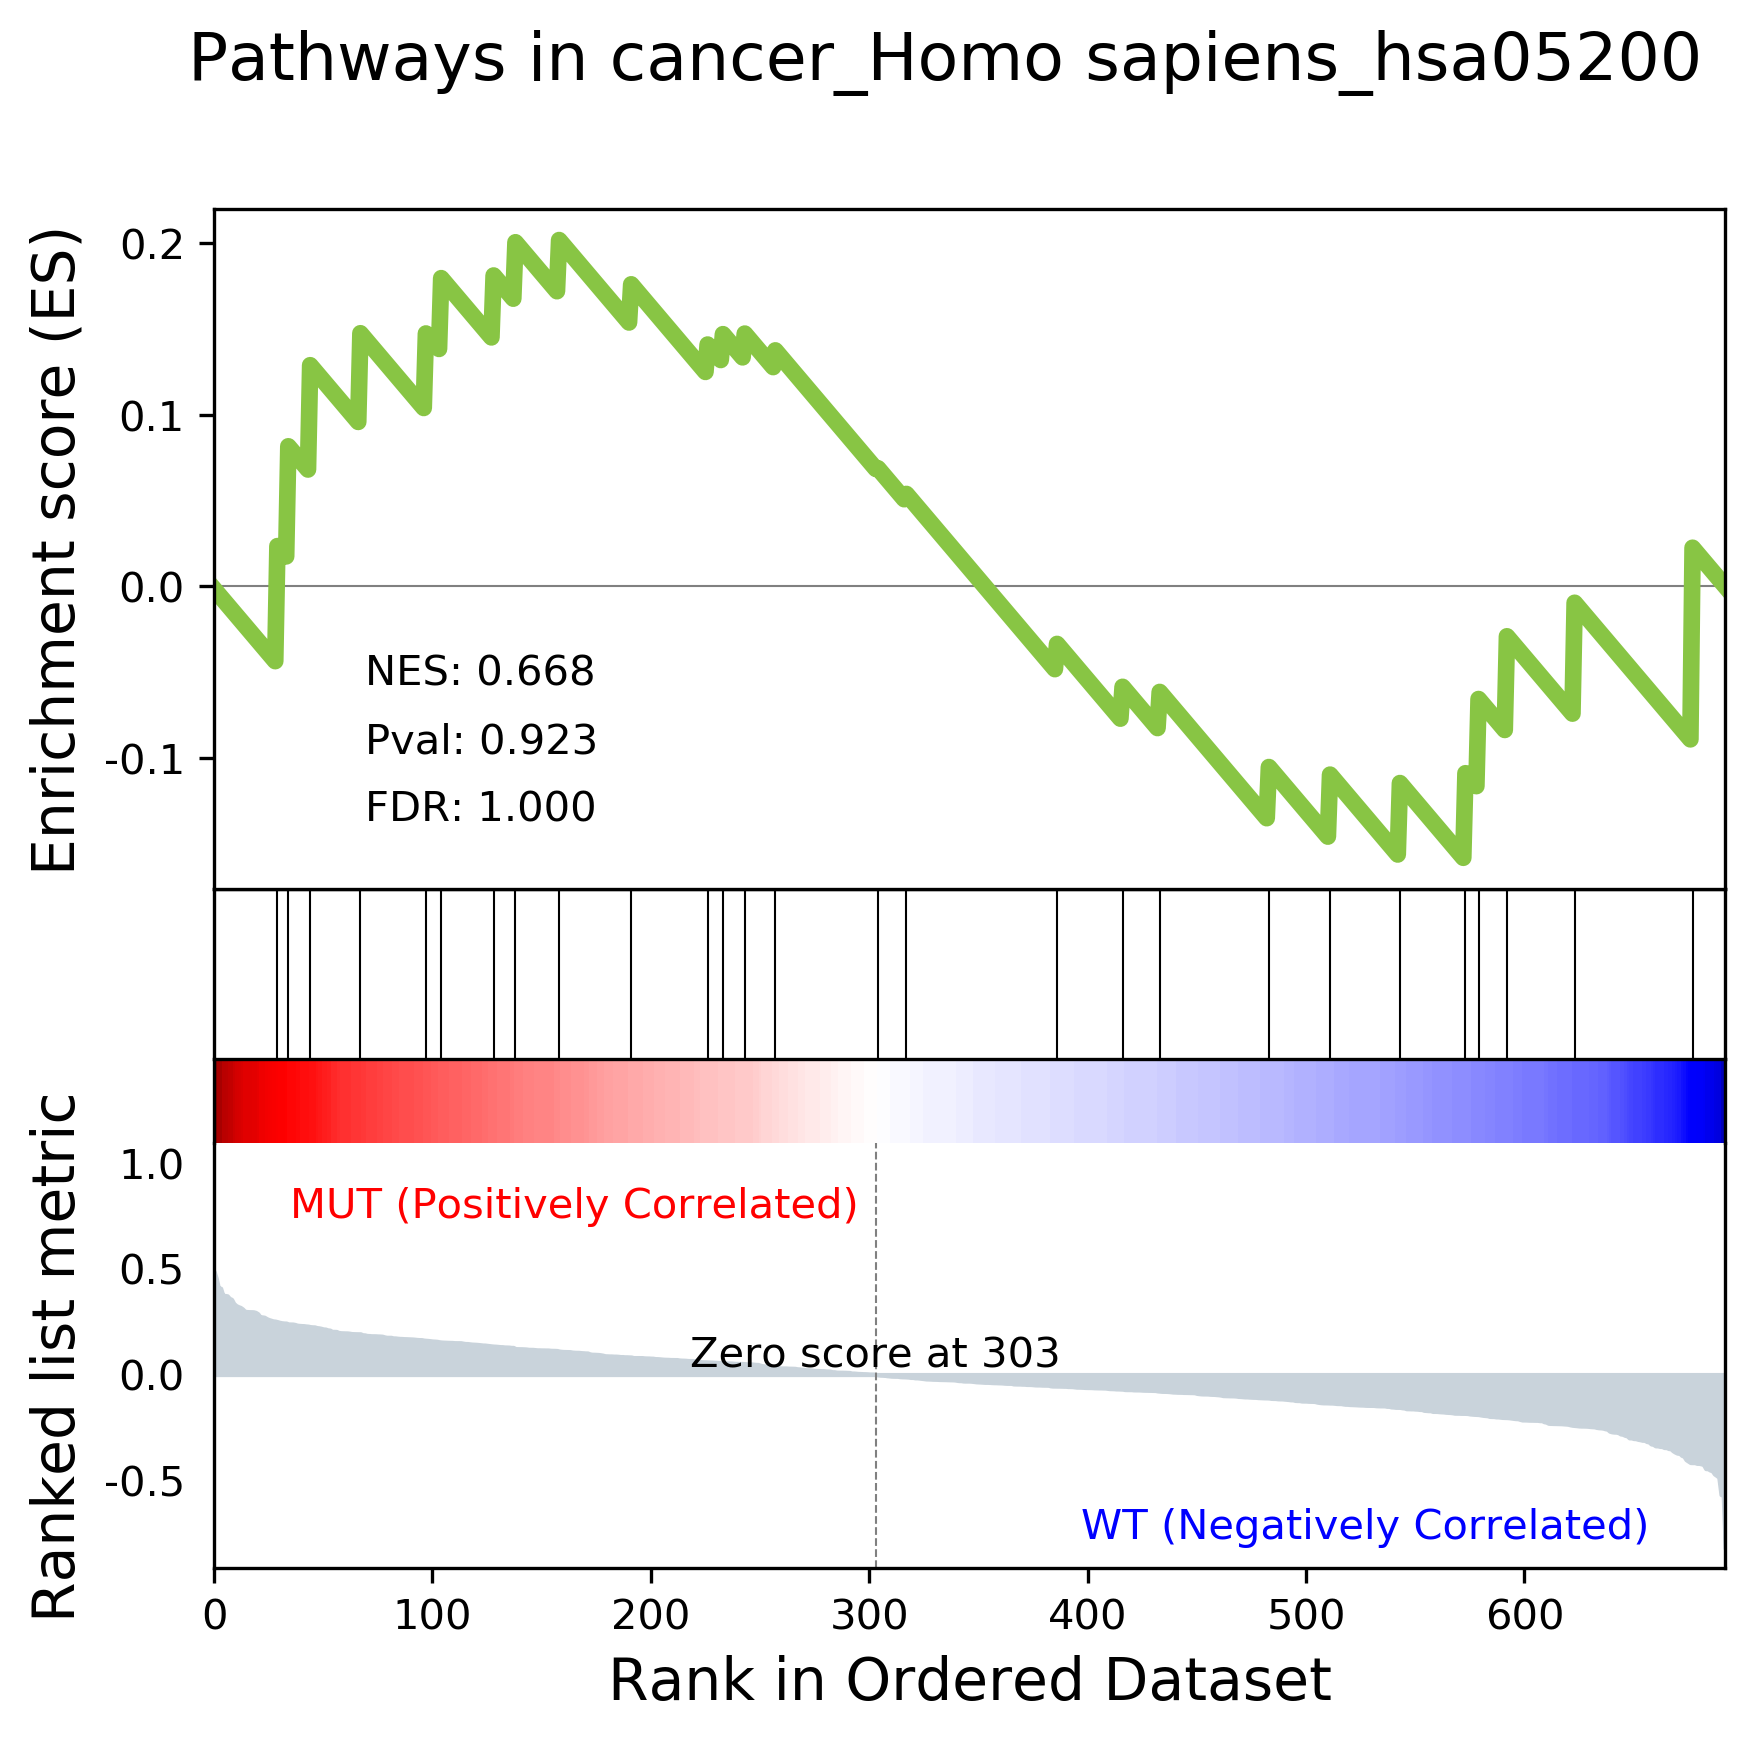 Pathways in cancer_Homo sapiens_hsa05200
Enrichment score (ES)
0.2
0.1
0.0
-0.1
NES: 0.668
Pval: 0.923
FDR: 1.000
Ranked list metric
1.0
0.5
0.0
-0.5
MUT (Positively Correlated)
Zero score at 303
WT (Negatively Correlated)
0 100 200 300 400 500 600
Rank in Ordered Dataset